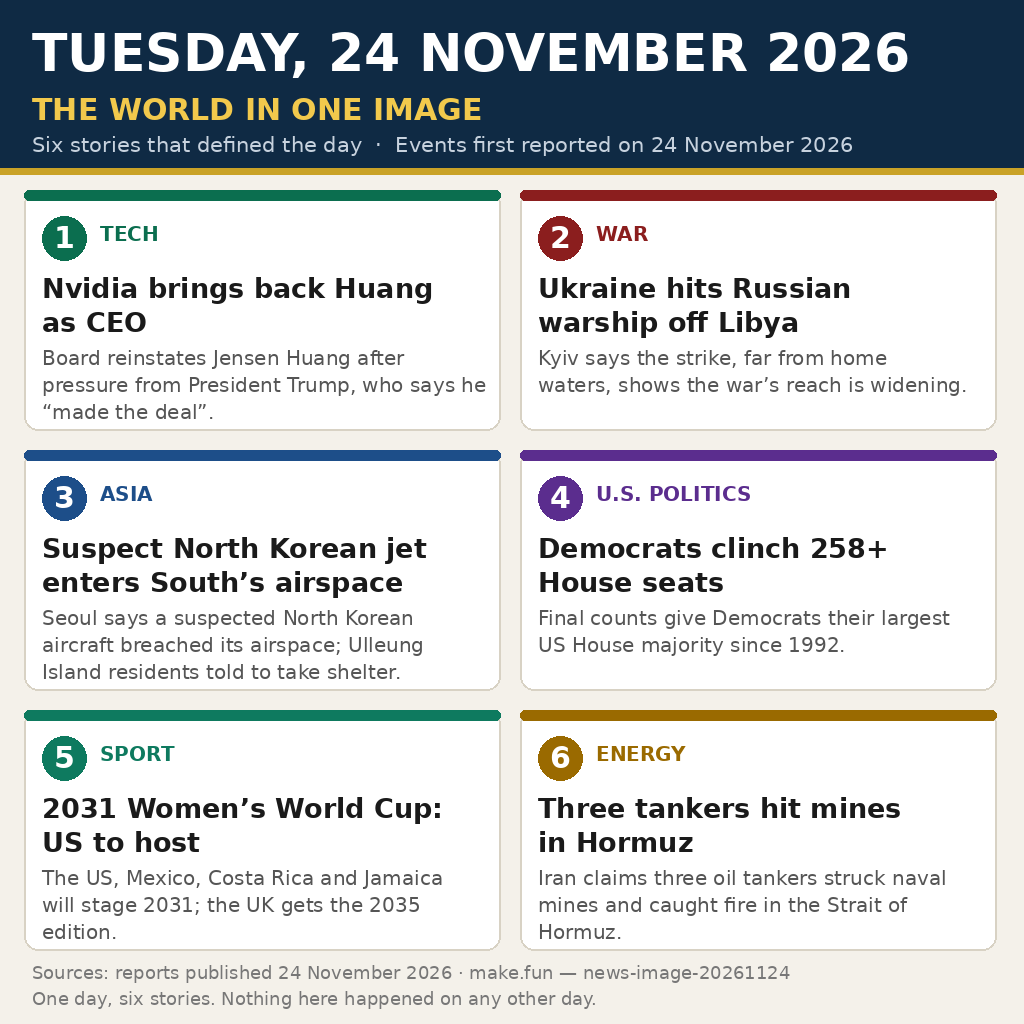 TUESDAY, 24 NOVEMBER 2026
THE WORLD IN ONE IMAGE
Six stories that defined the day · Events first reported on 24 November 2026
1 TECH
Nvidia brings back Huang
as CEO
Board reinstates Jensen Huang after
pressure from President Trump, who says he
“made the deal”.
2 WAR
Ukraine hits Russian
warship off Libya
Kyiv says the strike, far from home
waters, shows the war’s reach is widening.
3 ASIA
Suspect North Korean jet
enters South’s airspace
Seoul says a suspected North Korean
aircraft breached its airspace; Ulleung
Island residents told to take shelter.
4 U.S. POLITICS
Democrats clinch 258+
House seats
Final counts give Democrats their largest
US House majority since 1992.
5 SPORT
2031 Women’s World Cup:
US to host
The US, Mexico, Costa Rica and Jamaica
will stage 2031; the UK gets the 2035
edition.
6 ENERGY
Three tankers hit mines
in Hormuz
Iran claims three oil tankers struck naval
mines and caught fire in the Strait of
Hormuz.
Sources: reports published 24 November 2026 · make.fun — news-image-20261124
One day, six stories. Nothing here happened on any other day.